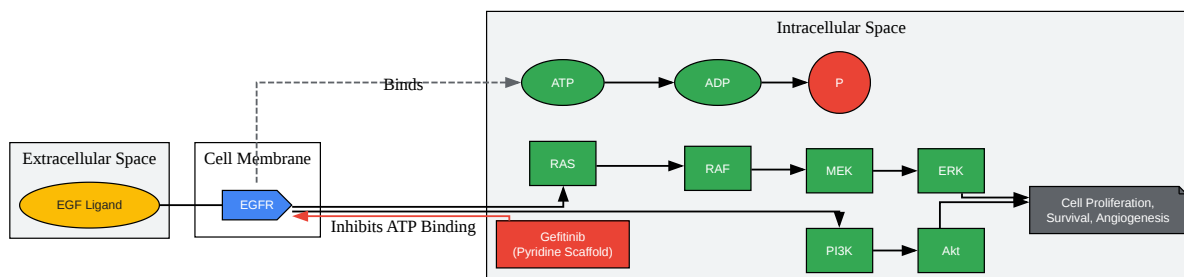 Intracellular Space
ATP
ADP
P
Binds
Extracellular Space
Cell Membrane
RAS
RAF
MEK
ERK
EGF Ligand
EGFR
Cell Proliferation,
Survival, Angiogenesis
Inhibits ATP Binding
Gefitinib
(Pyridine Scaffold)
PI3K
Akt